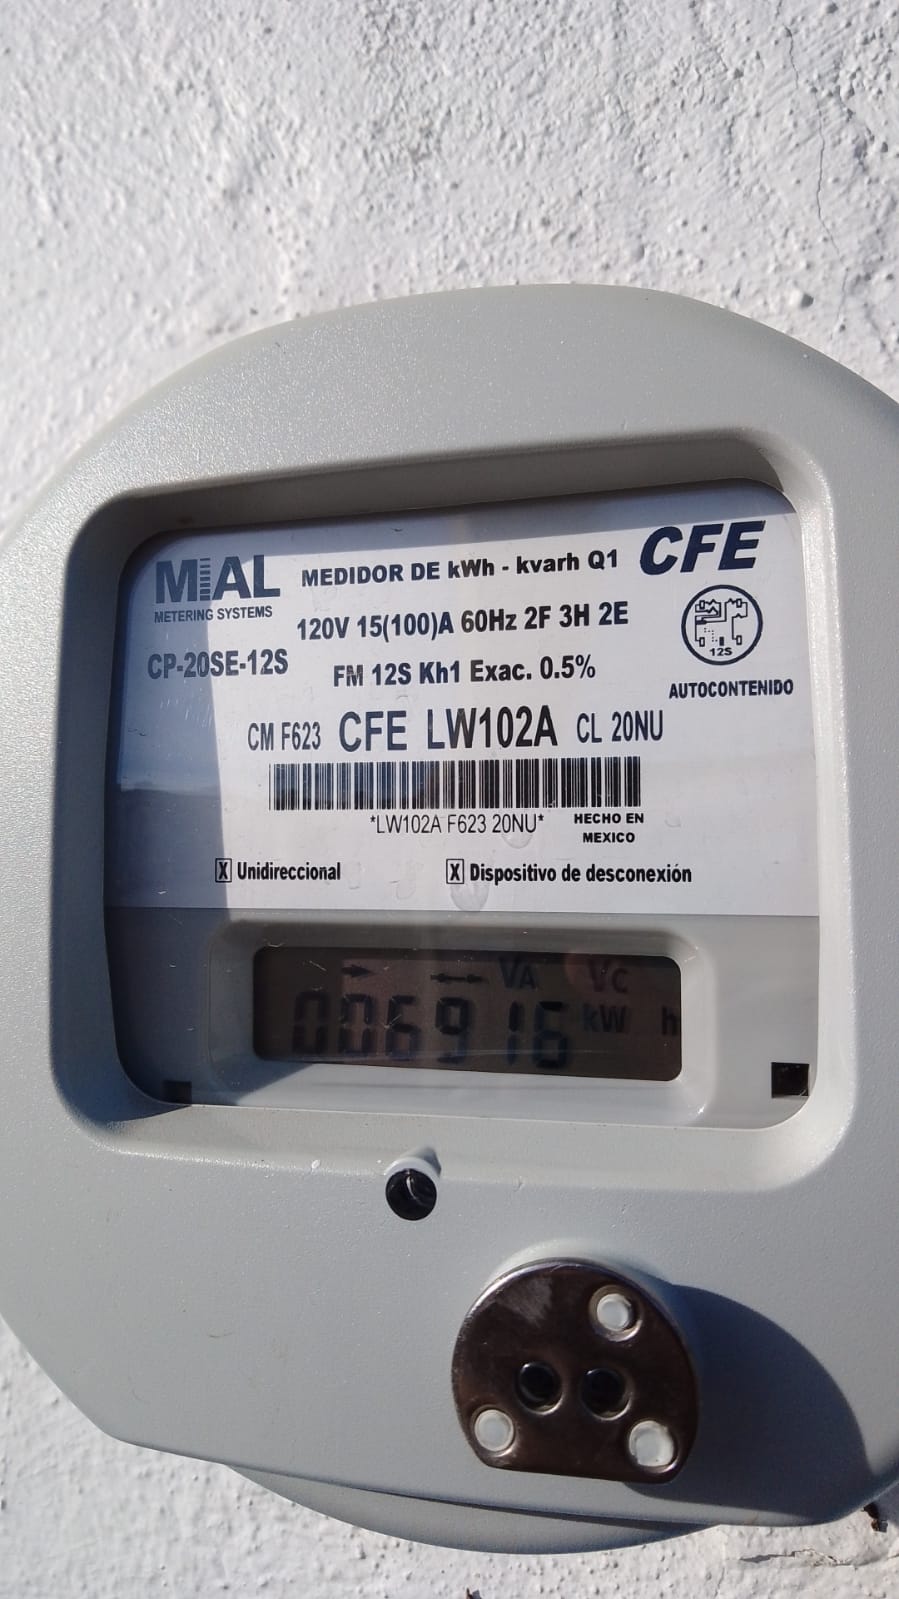 MIAL
METERING SYSTEMS
MEDIDOR DE kWh - kvarh Q1
CFE
120V 15(100)A 60Hz 2F 3H 2E
12S
CP-20SE-12S
FM 12S Kh1 Exac. 0.5%
AUTOCONTENIDO
CM F623 CFE LW102A CL 20NU
*LW102A F623 20NU*
HECHO EN
MEXICO
X Unidireccional
X Dispositivo de desconexión
VA VC
006916 kW h